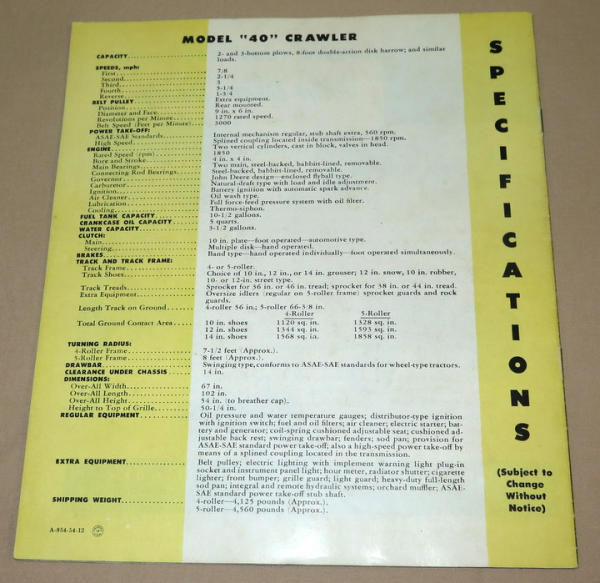 MODEL "40" CRAWLER
CAPACITY 2- and 3-bottom plows, 8-foot double-action disk harrow; and similar
loads.
SPEEDS, mph:
First 7/8
Second 2-1/4
Third 3
Fourth 5-1/4
Reverse 1-3/4
BELT PULLEY Extra equipment.
Position Rear mounted.
Diameter and Face 9 in. x 6 in.
Revolutions per Minute 1270 rated speed.
Belt Speed (Feet per Minute) 3000
POWER TAKE-OFF:
ASAE-SAE Standards Internal mechanism regular, stub shaft extra, 560 rpm.
High Speed Splined coupling located inside transmission—1850 rpm.
ENGINE Two vertical cylinders, cast in block, valves in head.
Rated Speed (rpm) 1850
Bore and Stroke 4 in. x 4 in.
Main Bearings Two main, steel-backed, babbitt-lined, removable.
Connecting Rod Bearings Steel-backed, babbitt-lined, removable.
Governor John Deere design—enclosed flyball type.
Carburetor Natural-draft type with load and idle adjustment.
Ignition Battery ignition with automatic spark advance.
Air Cleaner Oil wash type.
Lubrication Full force-feed pressure system with oil filter.
Cooling Thermo-siphon.
FUEL TANK CAPACITY 10-1/2 gallons.
CRANKCASE OIL CAPACITY 5 quarts.
WATER CAPACITY 3-1/2 gallons.
CLUTCH:
Main 10 in. plate—foot operated—automotive type.
Steering Multiple disk—hand operated.
BRAKES Band type—hand operated individually—foot operated simultaneously.
TRACK AND TRACK FRAME:
Track Frame 4- or 5-roller.
Track Shoes Choice of 10 in., 12 in., or 14 in. grouser; 12 in. snow, 10 in. rubber,
10- or 12-in. street type.
Track Treads Sprocket for 36 in. or 46 in. tread; sprocket for 38 in. or 44 in. tread.
Extra Equipment Oversize idlers (regular on 5-roller frame) sprocket guards and rock
guards.
Length Track on Ground 4-roller 56 in.; 5-roller 66-3/8 in.
4-Roller 5-Roller
Total Ground Contact Area 10 in. shoes 1120 sq. in. 1328 sq. in.
12 in. shoes 1344 sq. in. 1593 sq. in.
14 in. shoes 1568 sq. in. 1858 sq. in.
TURNING RADIUS:
4-Roller Frame 7-1/2 feet (Approx.).
5-Roller Frame 8 feet (Approx.).
DRAWBAR Swinging type, conforms to ASAE-SAE standards for wheel-type tractors.
CLEARANCE UNDER CHASSIS 14 in.
DIMENSIONS:
Over-All Width 67 in.
Over-All Length 102 in.
Over-All Height 54 in. (to breather cap).
Height to Top of Grille 50-1/4 in.
REGULAR EQUIPMENT Oil pressure and water temperature gauges; distributor-type ignition
with ignition switch; fuel and oil filters; air cleaner; electric starter; bat-
tery and generator; coil-spring cushioned adjustable seat; cushioned ad-
justable back rest; swinging drawbar; fenders; sod pan; provision for
ASAE-SAE standard power take-off; also a high-speed power take-off by
means of a splined coupling located in the transmission.
EXTRA EQUIPMENT Belt pulley; electric lighting with implement warning light plug-in
socket and instrument panel light; hour meter, radiator shutter; cigarette
lighter; front bumper; grille guard; light guard; heavy-duty full-length
sod pan; integral and remote hydraulic systems; orchard muffler; ASAE-
SAE standard power take-off stub shaft.
SHIPPING WEIGHT 4-roller—4,125 pounds (Approx.).
5-roller—4,560 pounds (Approx.).
A-954-54-12
SPECIFICATIONS
(Subject to
Change
Without
Notice)